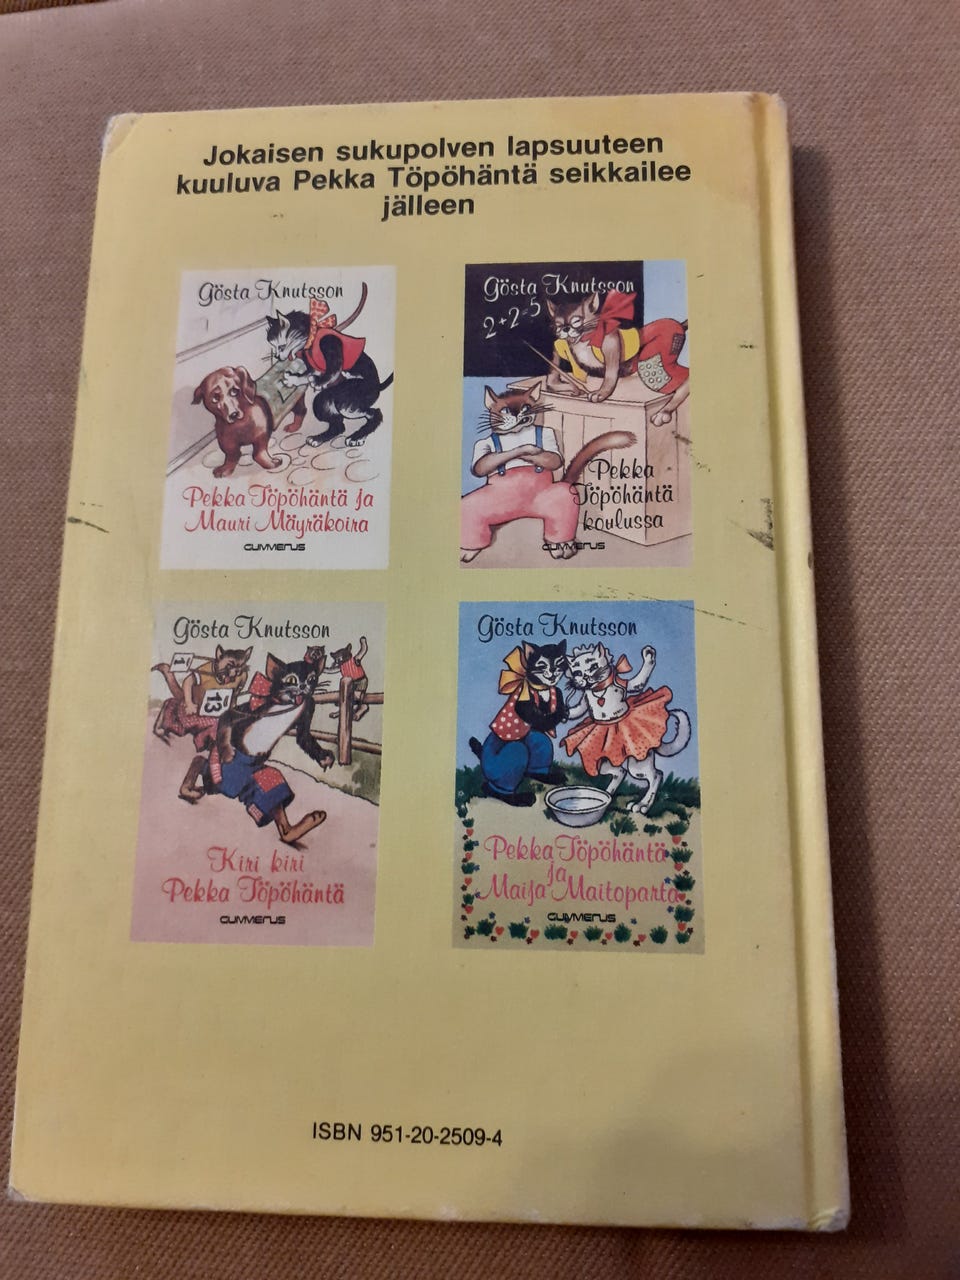 Jokaisen sukupolven lapsuuteen
kuuluva Pekka Töpöhäntä seikkailee
jälleen
Gösta Knutsson
Pekka Töpöhäntä ja
Mauri Mäyräkoira
GUMMERUS
Gösta Knutsson
2+2=5
Pekka
Töpöhäntä
koulussa
GUMMERUS
Gösta Knutsson
1
13
Kiri kiri
Pekka Töpöhäntä
GUMMERUS
Gösta Knutsson
Pekka Töpöhäntä
ja
Maija Maitoparta
GUMMERUS
ISBN 951-20-2509-4